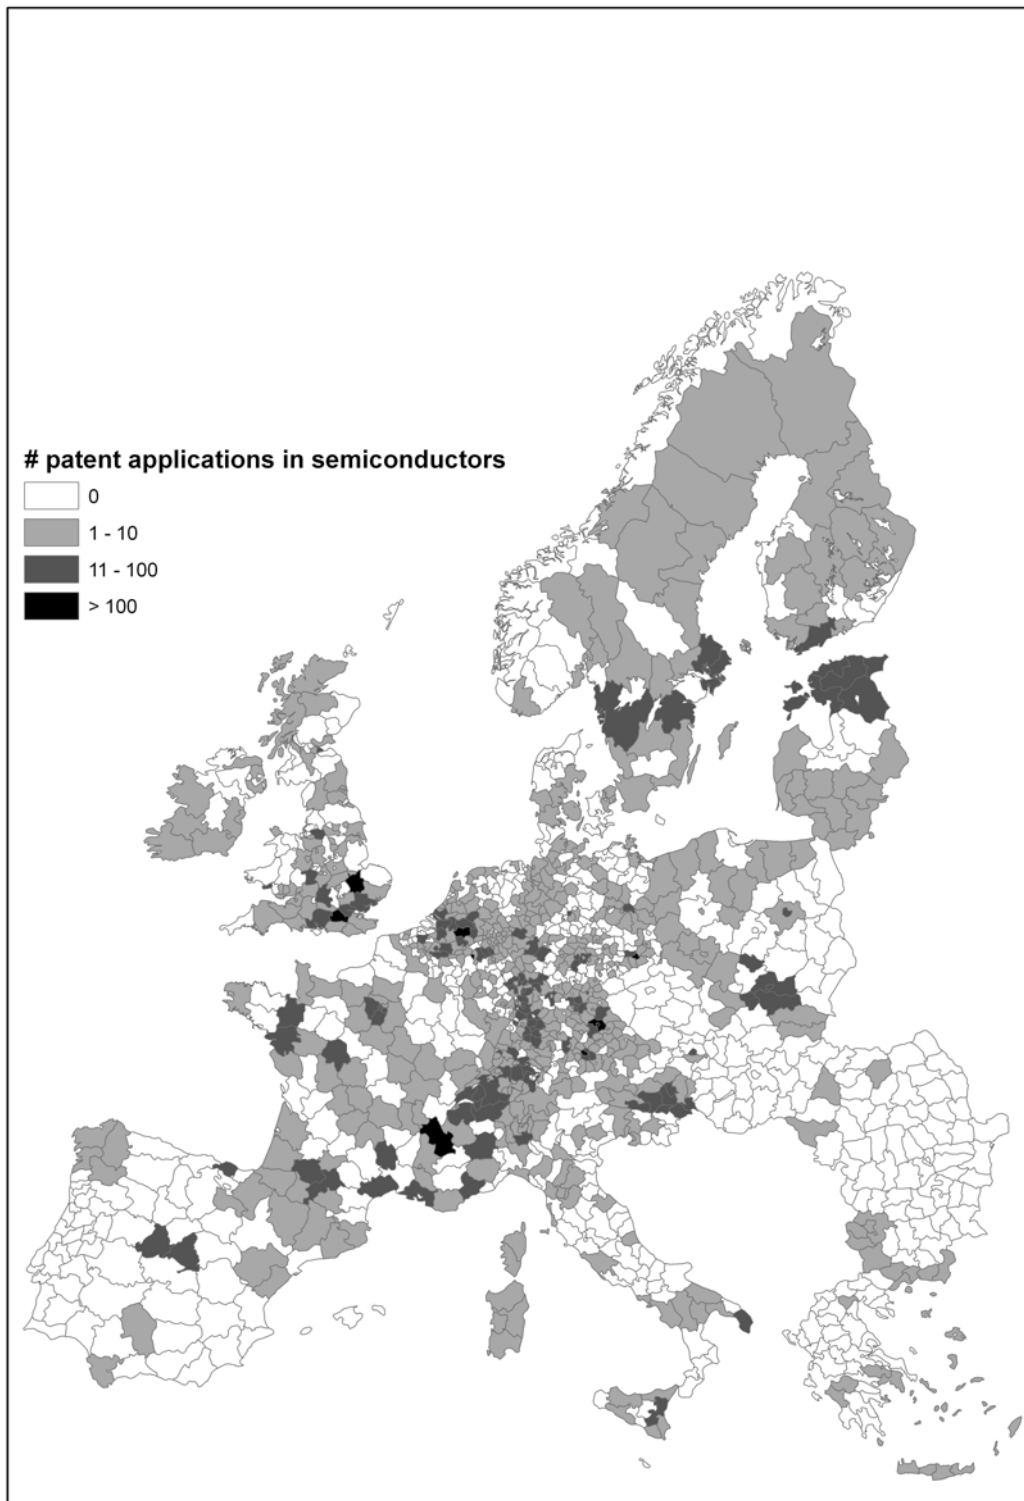 # patent applications in semiconductors
0
1 - 10
11 - 100
> 100